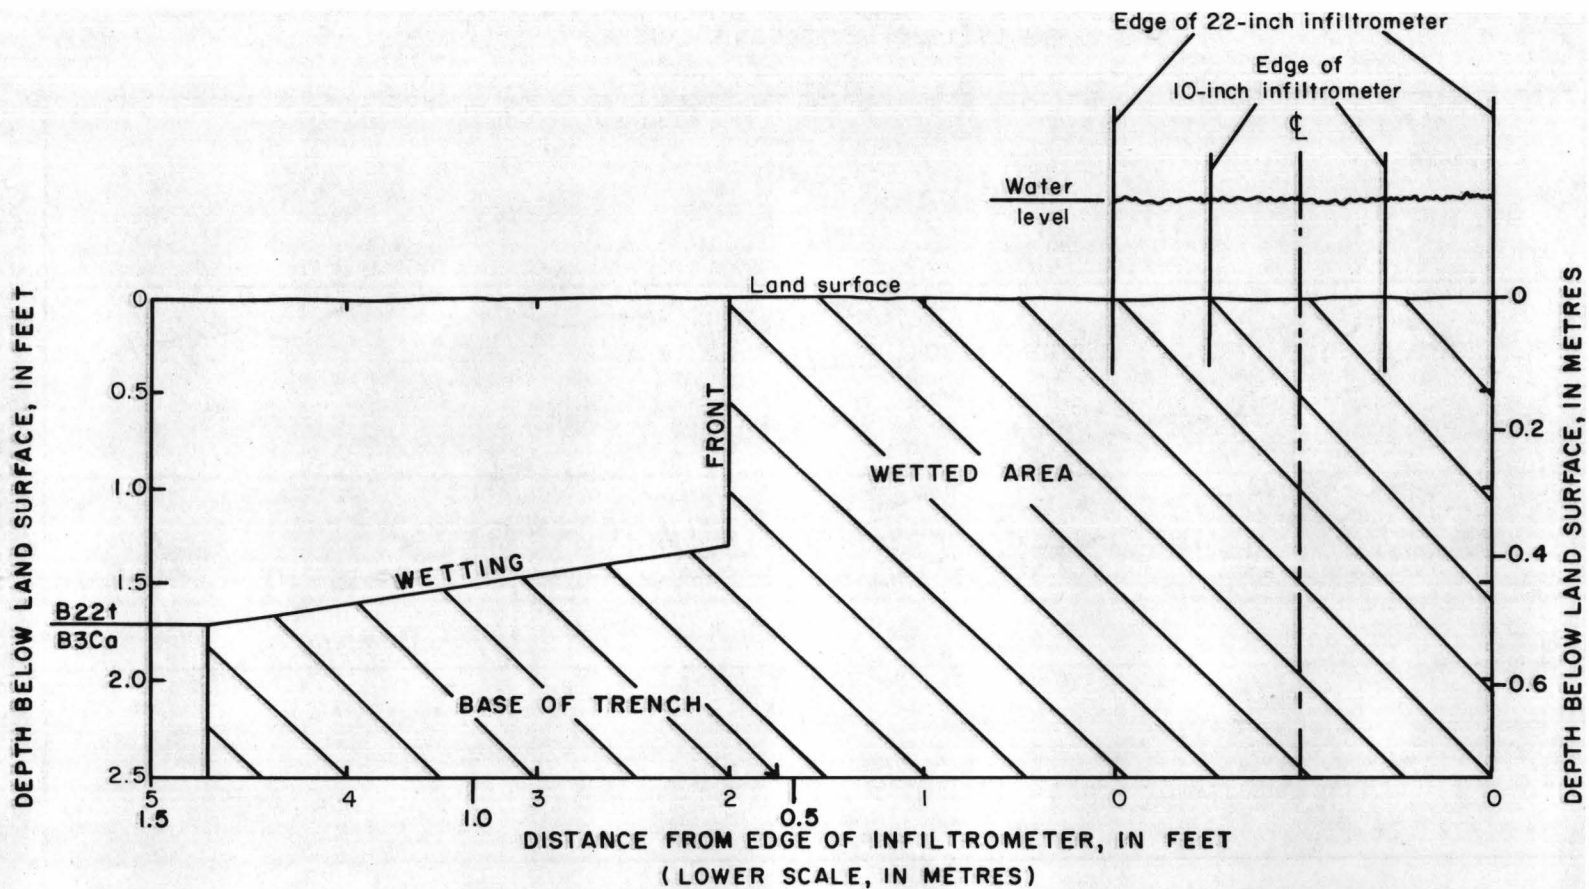 Edge of 22-inch infiltrometer
Edge of
10-inch infiltrometer
℄
Water
level
Land surface
DEPTH BELOW LAND SURFACE, IN FEET
0
0.5
1.0
1.5
2.0
2.5
B22t
B3Ca
WETTING
FRONT
WETTED AREA
BASE OF TRENCH
0
0.2
0.4
0.6
DEPTH BELOW LAND SURFACE, IN METRES
5 4 3 2 1 0 0
1.5 1.0 0.5
DISTANCE FROM EDGE OF INFILTROMETER, IN FEET
(LOWER SCALE, IN METRES)